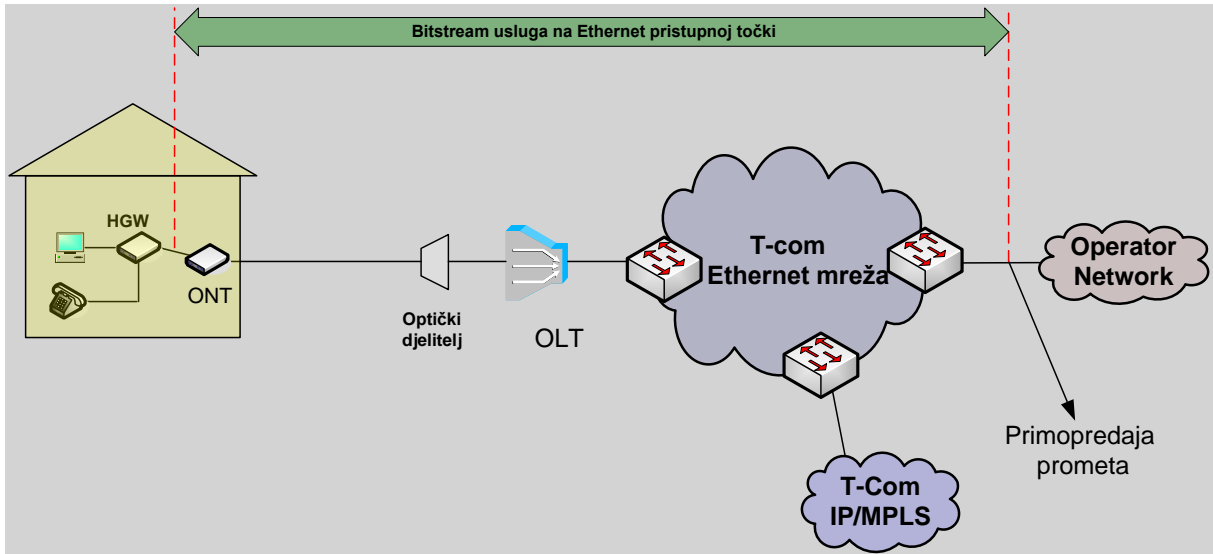 Bitstream usluga na Ethernet pristupnoj točki
HGW
ONT
Optički
djelitelj
OLT
T-com
Ethernet mreža
Operator
Network
Primopredaja
prometa
T-Com
IP/MPLS